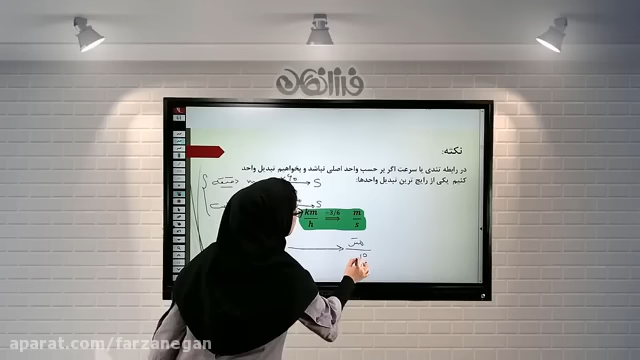 فرزانگان
نکته:
در رابطه تندی یا سرعت اگر بر حسب واحد اصلی نباشد و بخواهیم تبدیل واحد
کنیم یکی از رایج ترین تبدیل واحدها:
S
S
km/h ÷3/6 ⇒ m/s
متر
aparat.com/farzanegan